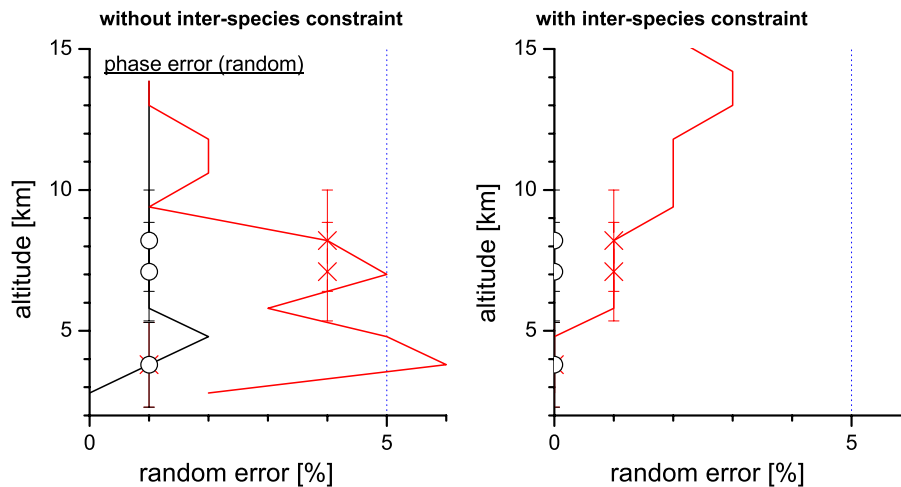 without inter-species constraint
with inter-species constraint
phase error (random)
15
10
5
altitude [km]
0
5
random error [%]
15
10
5
altitude [km]
0
5
random error [%]